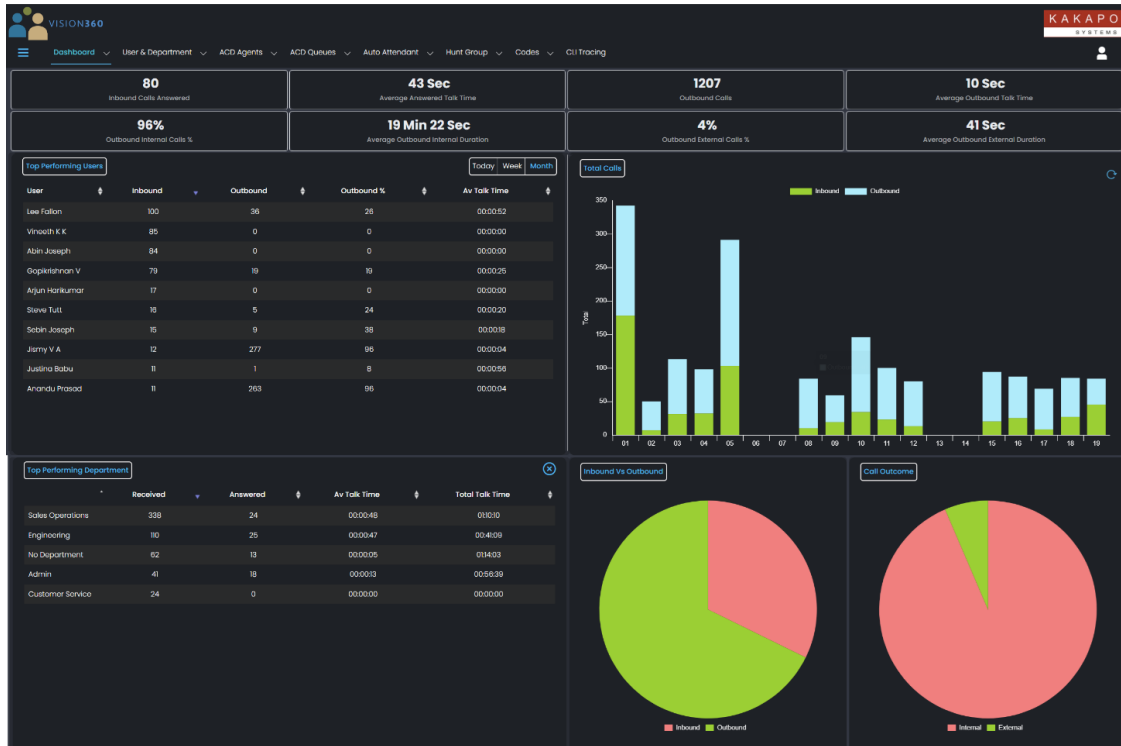 VISION360
KAKAPO
SYSTEMS
Dashboard User & Department ACD Agents ACD Queues Auto Attendant Hunt Group Codes CLI Tracing
80 43 Sec 1207 10 Sec
Inbound Calls Answered Average Answered Talk Time Outbound Calls Average Outbound Talk Time
96% 19 Min 22 Sec 4% 41 Sec
Outbound Internal Calls % Average Outbound Internal Duration Outbound External Calls % Average Outbound External Duration
Top Performing Users Today Week Month
User Inbound Outbound Outbound % Av Talk Time
Lee Fallon 100 36 26 00:00:52
Vineeth K K 85 0 0 00:00:00
Abin Joseph 84 0 0 00:00:00
Gopikrishnan V 79 19 19 00:00:25
Arjun Harikumar 17 0 0 00:00:00
Steve Tutt 16 5 24 00:00:20
Sebin Joseph 15 9 38 00:00:18
Jismy V A 12 277 96 00:00:04
Justina Babu 11 1 8 00:00:56
Anandu Prasad 11 263 96 00:00:04
Total Calls
Inbound Outbound
350
300
250
200
150
100
50
0
Total
01 02 03 04 05 06 07 08 09 10 11 12 13 14 15 16 17 18 19
Top Performing Department
Received Answered Av Talk Time Total Talk Time
Sales Operations 338 24 00:00:48 01:10:10
Engineering 110 25 00:00:47 00:41:09
No Department 62 13 00:00:05 01:14:03
Admin 41 18 00:00:13 00:56:39
Customer Service 24 0 00:00:00 00:00:00
Inbound Vs Outbound
Inbound Outbound
Call Outcome
Internal External